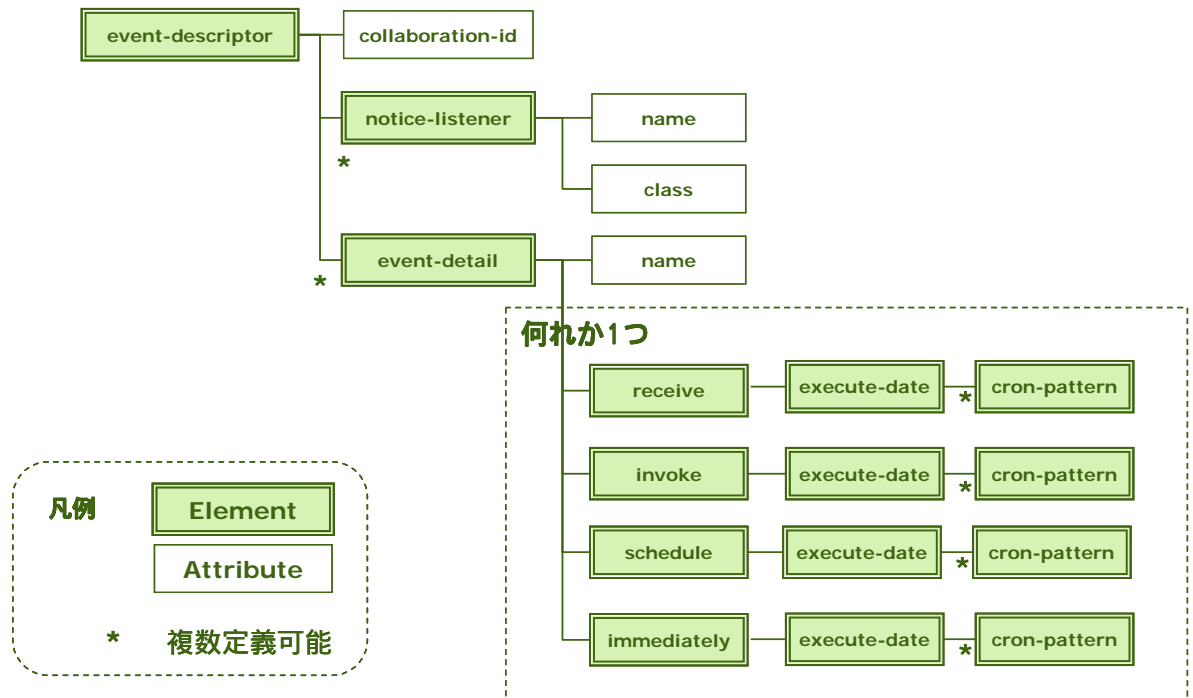 event-descriptor
collaboration-id
notice-listener
name
*
class
event-detail
name
*
何れか1つ
receive
execute-date
*
cron-pattern
invoke
execute-date
*
cron-pattern
schedule
execute-date
*
cron-pattern
immediately
execute-date
*
cron-pattern
凡例
Element
Attribute
* 複数定義可能